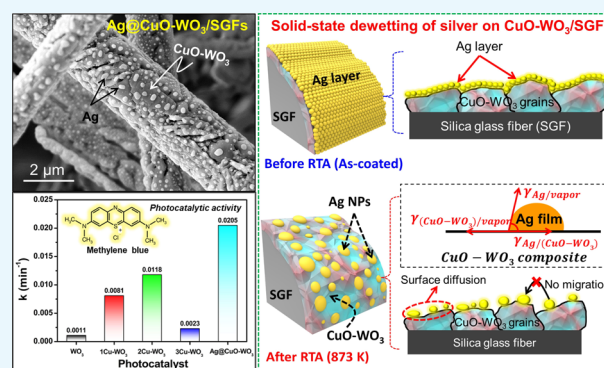 Ag@CuO-WO3/SGFs
CuO-WO3
Ag
2 μm
Photocatalytic activity
0.025
0.020
0.015
0.010
0.005
0.000
k (min-1)
H3C
N
CH3
N
S+
Cl-
N
CH3
CH3
Methylene blue
0.0011
0.0081
0.0118
0.0023
0.0205
WO3
1Cu-WO3
2Cu-WO3
3Cu-WO3
Ag@CuO-WO3
Photocatalyst
Solid-state dewetting of silver on CuO-WO3/SGF
Ag layer
SGF
Before RTA (As-coated)
Ag layer
CuO-WO3 grains
Silica glass fiber (SGF)
Ag NPs
SGF
CuO-WO3
After RTA (873 K)
γAg/vapor
γ(CuO-WO3)/vapor
Ag film
γAg/(CuO-WO3)
CuO - WO3 composite
Surface diffusion
No migration
CuO-WO3 grains
Silica glass fiber